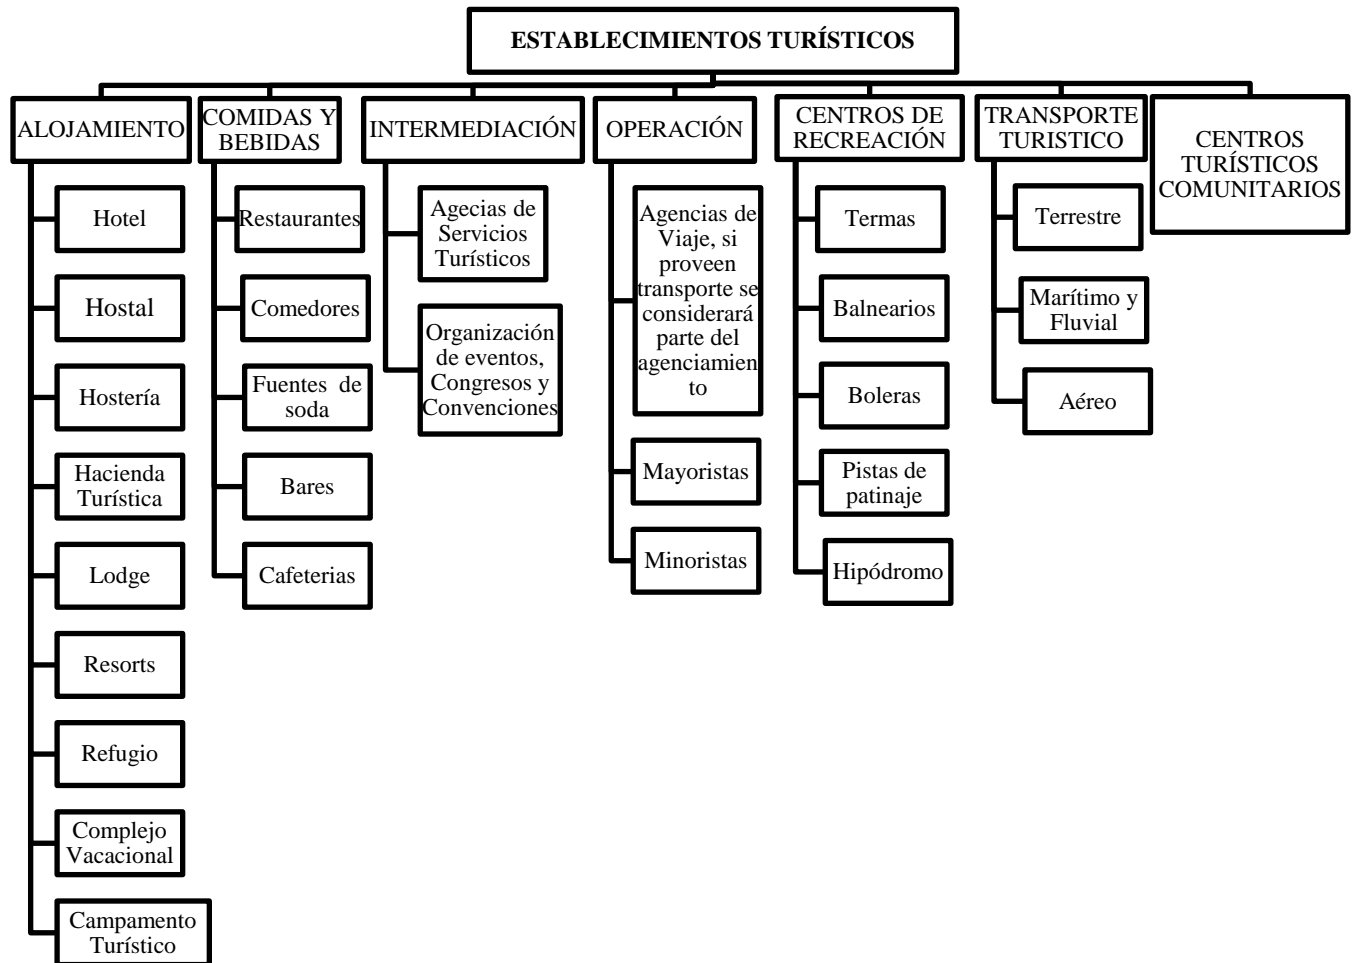 ESTABLECIMIENTOS TURÍSTICOS
ALOJAMIENTO
Hotel
Hostal
Hostería
Hacienda
Turística
Lodge
Resorts
Refugio
Complejo
Vacacional
Campamento
Turístico
COMIDAS Y
BEBIDAS
Restaurantes
Comedores
Fuentes de
soda
Bares
Cafeterias
INTERMEDIACIÓN
Agecias de
Servicios
Turísticos
Organización
de eventos,
Congresos y
Convenciones
OPERACIÓN
Agencias de
Viaje, si
proveen
transporte se
considerará
parte del
agenciamien
to
Mayoristas
Minoristas
CENTROS DE
RECREACIÓN
Termas
Balnearios
Boleras
Pistas de
patinaje
Hipódromo
TRANSPORTE
TURISTICO
Terrestre
Marítimo y
Fluvial
Aéreo
CENTROS
TURÍSTICOS
COMUNITARIOS